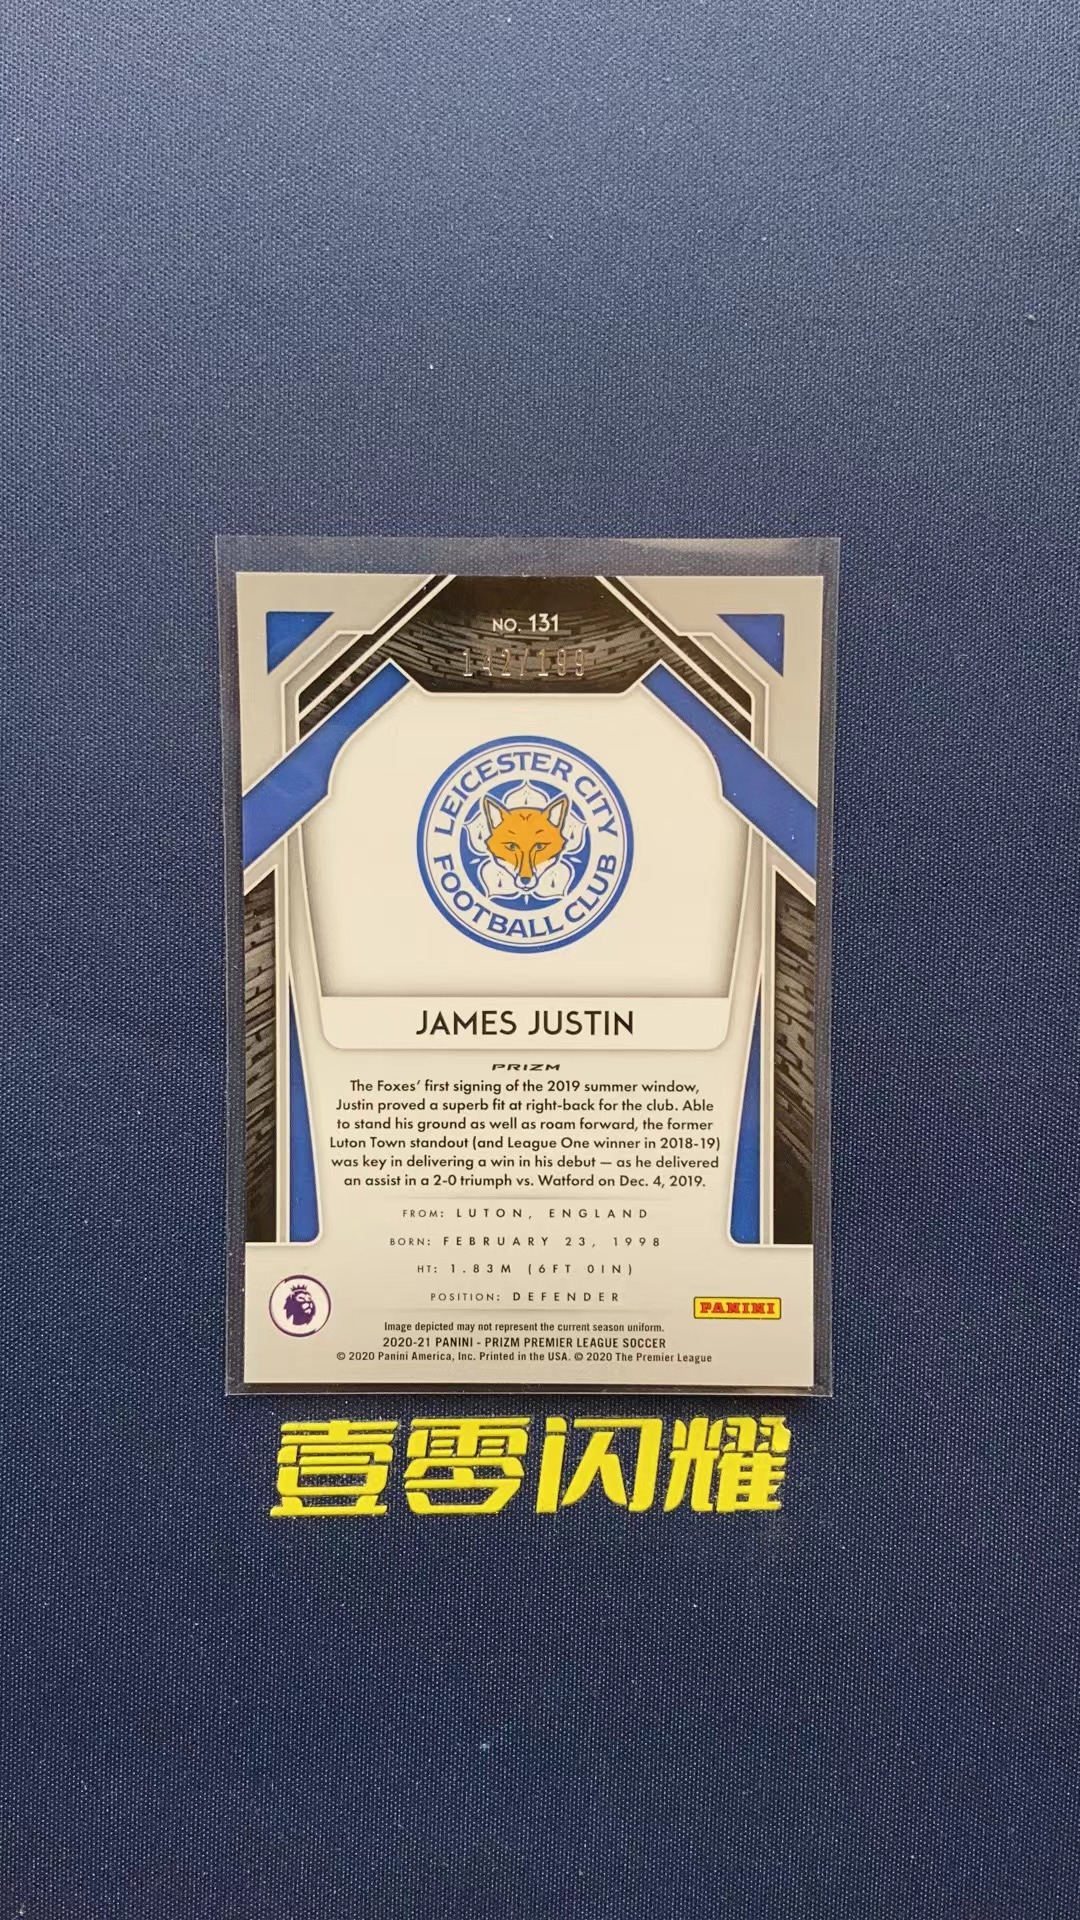 NO. 131
142/199
LEICESTER CITY
FOOTBALL CLUB
JAMES JUSTIN
PRIZM
The Foxes' first signing of the 2019 summer window,
Justin proved a superb fit at right-back for the club. Able
to stand his ground as well as roam forward, the former
Luton Town standout (and League One winner in 2018-19)
was key in delivering a win in his debut — as he delivered
an assist in a 2-0 triumph vs. Watford on Dec. 4, 2019.
FROM: LUTON, ENGLAND
BORN: FEBRUARY 23, 1998
HT: 1.83M (6FT 0IN)
POSITION: DEFENDER
PANINI
Image depicted may not represent the current season uniform.
2020-21 PANINI - PRIZM PREMIER LEAGUE SOCCER
© 2020 Panini America, Inc. Printed in the USA. © 2020 The Premier League
壹零闪耀